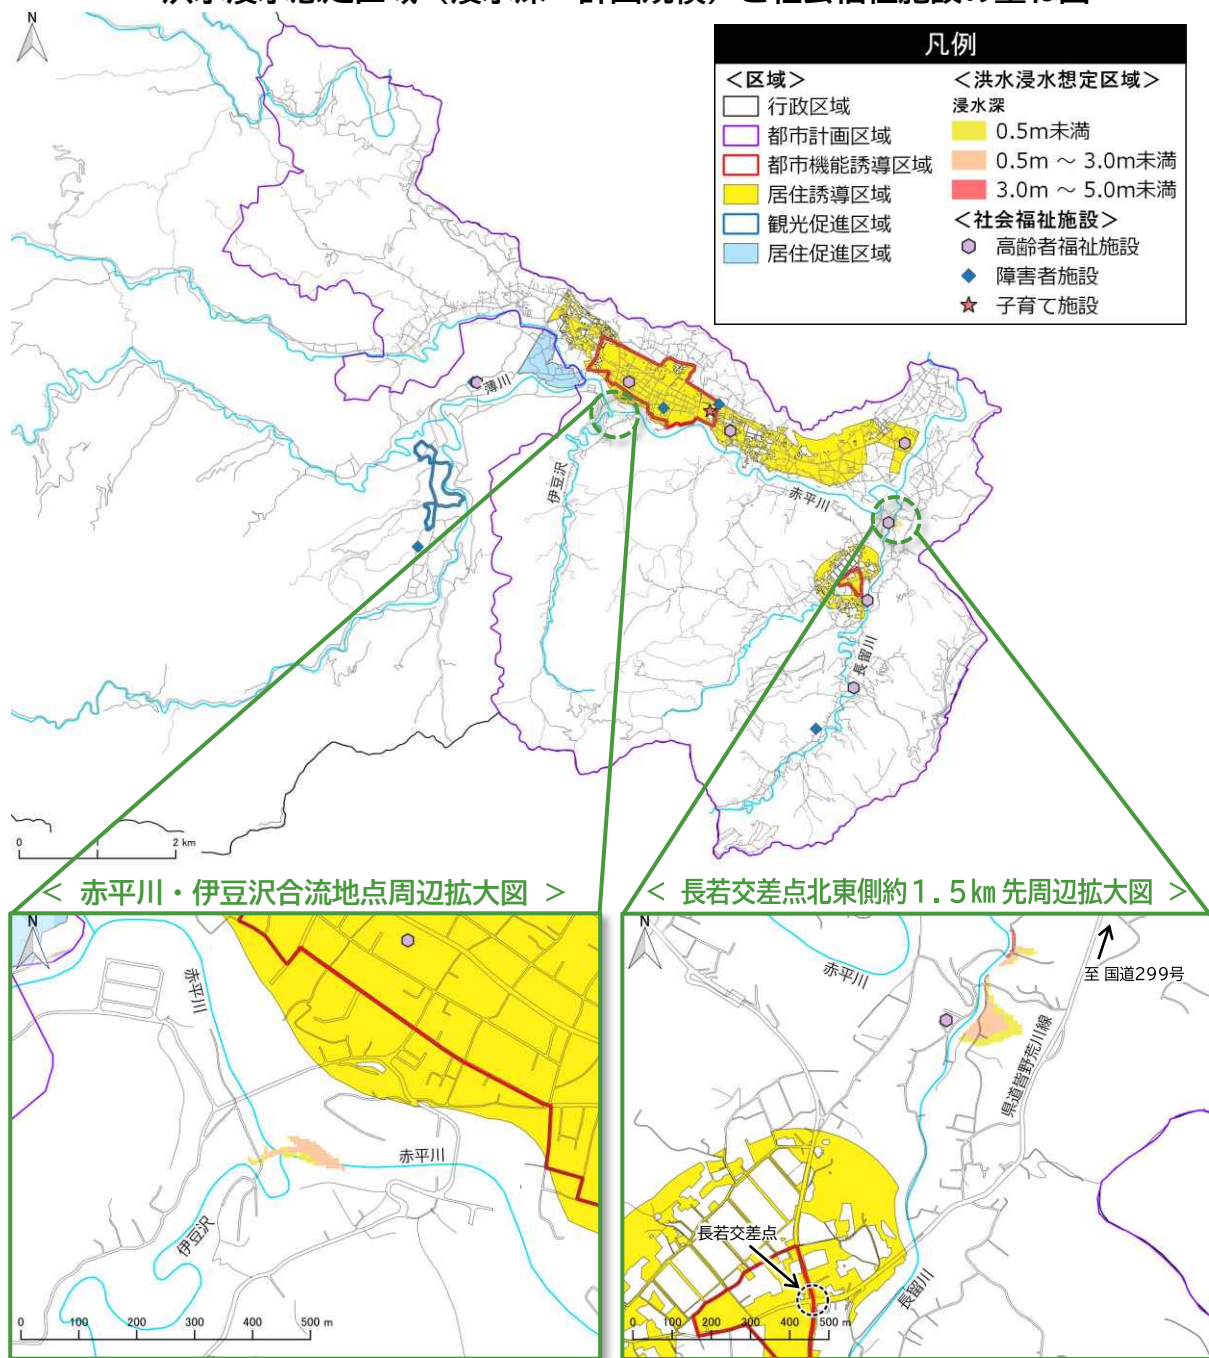 洪水浸水想定区域（浸水深・計画規模）と社会福祉施設の重ね図
N
凡例
＜区域＞
行政区域
都市計画区域
都市機能誘導区域
居住誘導区域
観光促進区域
居住促進区域
＜洪水浸水想定区域＞
浸水深
0.5m未満
0.5m ～ 3.0m未満
3.0m ～ 5.0m未満
＜社会福祉施設＞
高齢者福祉施設
障害者施設
子育て施設
薄川
伊豆沢
赤平川
長留川
0 1 2 km
＜ 赤平川・伊豆沢合流地点周辺拡大図 ＞
N
赤平川
赤平川
伊豆沢
0 100 200 300 400 500 m
＜ 長若交差点北東側約１.５㎞先周辺拡大図 ＞
N
赤平川
至 国道299号
県道皆野荒川線
長若交差点
長留川
0 100 200 300 400 500 m